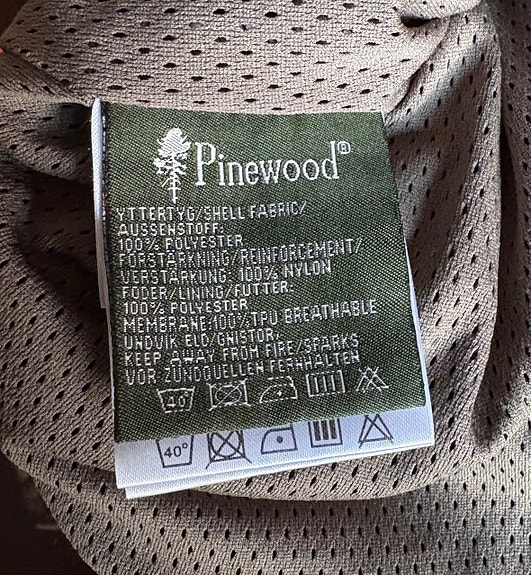 Pinewood®
YTTERTYG/SHELL FABRIC/
AUSSENSTOFF:
100% POLYESTER
FÖRSTÄRKNING/REINFORCEMENT/
VERSTÄRKUNG: 100% NYLON
FODER/LINING/FUTTER:
100% POLYESTER
MEMBRANE:100%TPU BREATHABLE
UNDVIK ELD/GNISTOR,
KEEP AWAY FROM FIRE/SPARKS
VOR ZÜNDQUELLEN FERNHALTEN
40°
40°